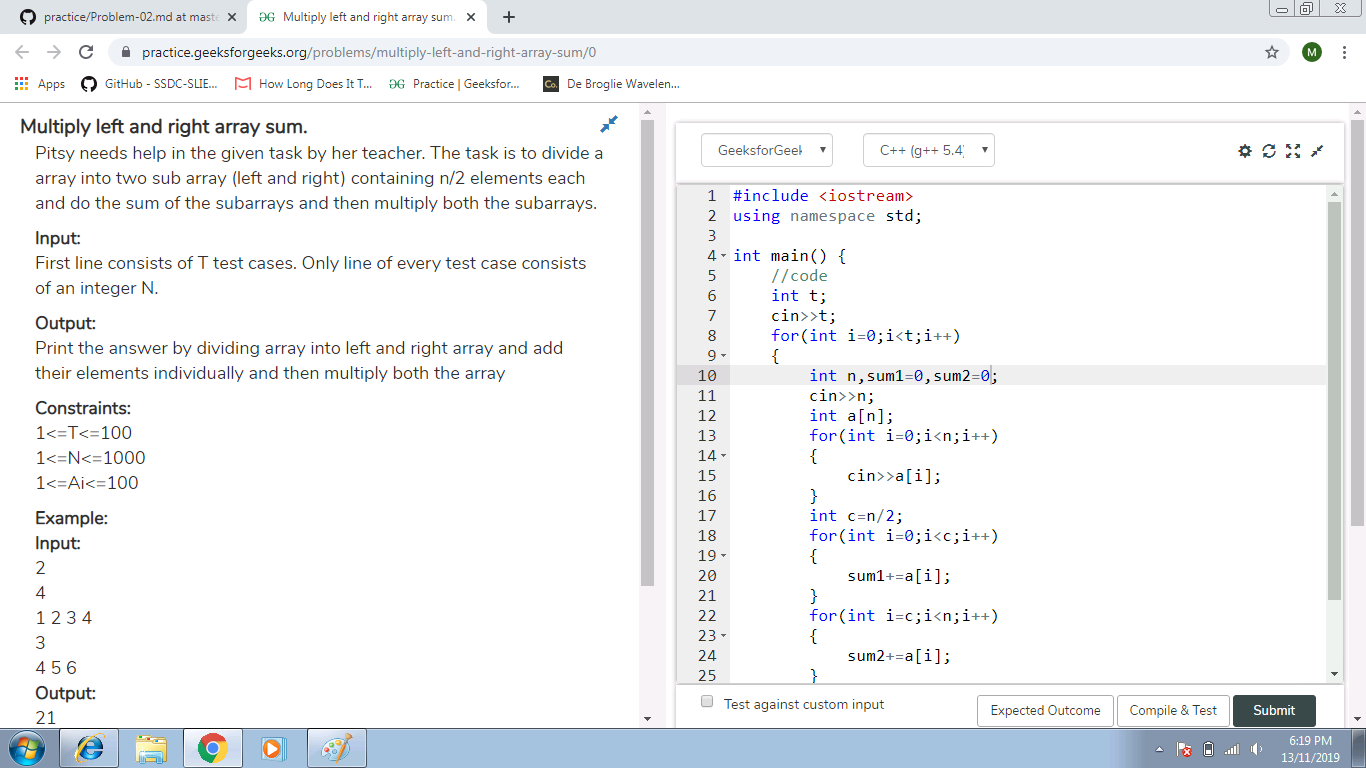 practice/Problem-02.md at maste
Multiply left and right array sum.
practice.geeksforgeeks.org/problems/multiply-left-and-right-array-sum/0
M
Apps
GitHub - SSDC-SLIE...
How Long Does It T...
Practice | Geeksfor...
Co.
De Broglie Wavelen...
Multiply left and right array sum.
Pitsy needs help in the given task by her teacher. The task is to divide a
array into two sub array (left and right) containing n/2 elements each
and do the sum of the subarrays and then multiply both the subarrays.
Input:
First line consists of T test cases. Only line of every test case consists
of an integer N.
Output:
Print the answer by dividing array into left and right array and add
their elements individually and then multiply both the array
Constraints:
1<=T<=100
1<=N<=1000
1<=Ai<=100
Example:
Input:
2
4
1 2 3 4
3
4 5 6
Output:
21
GeeksforGeek
C++ (g++ 5.4)
1 #include <iostream>
2 using namespace std;
3
4 int main() {
5 //code
6 int t;
7 cin>>t;
8 for(int i=0;i<t;i++)
9 {
10 int n,sum1=0,sum2=0;
11 cin>>n;
12 int a[n];
13 for(int i=0;i<n;i++)
14 {
15 cin>>a[i];
16 }
17 int c=n/2;
18 for(int i=0;i<c;i++)
19 {
20 sum1+=a[i];
21 }
22 for(int i=c;i<n;i++)
23 {
24 sum2+=a[i];
25 }
Test against custom input
Expected Outcome
Compile & Test
Submit
6:19 PM
13/11/2019